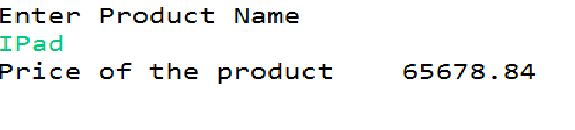 Enter Product Name
IPad
Price of the product    65678.84